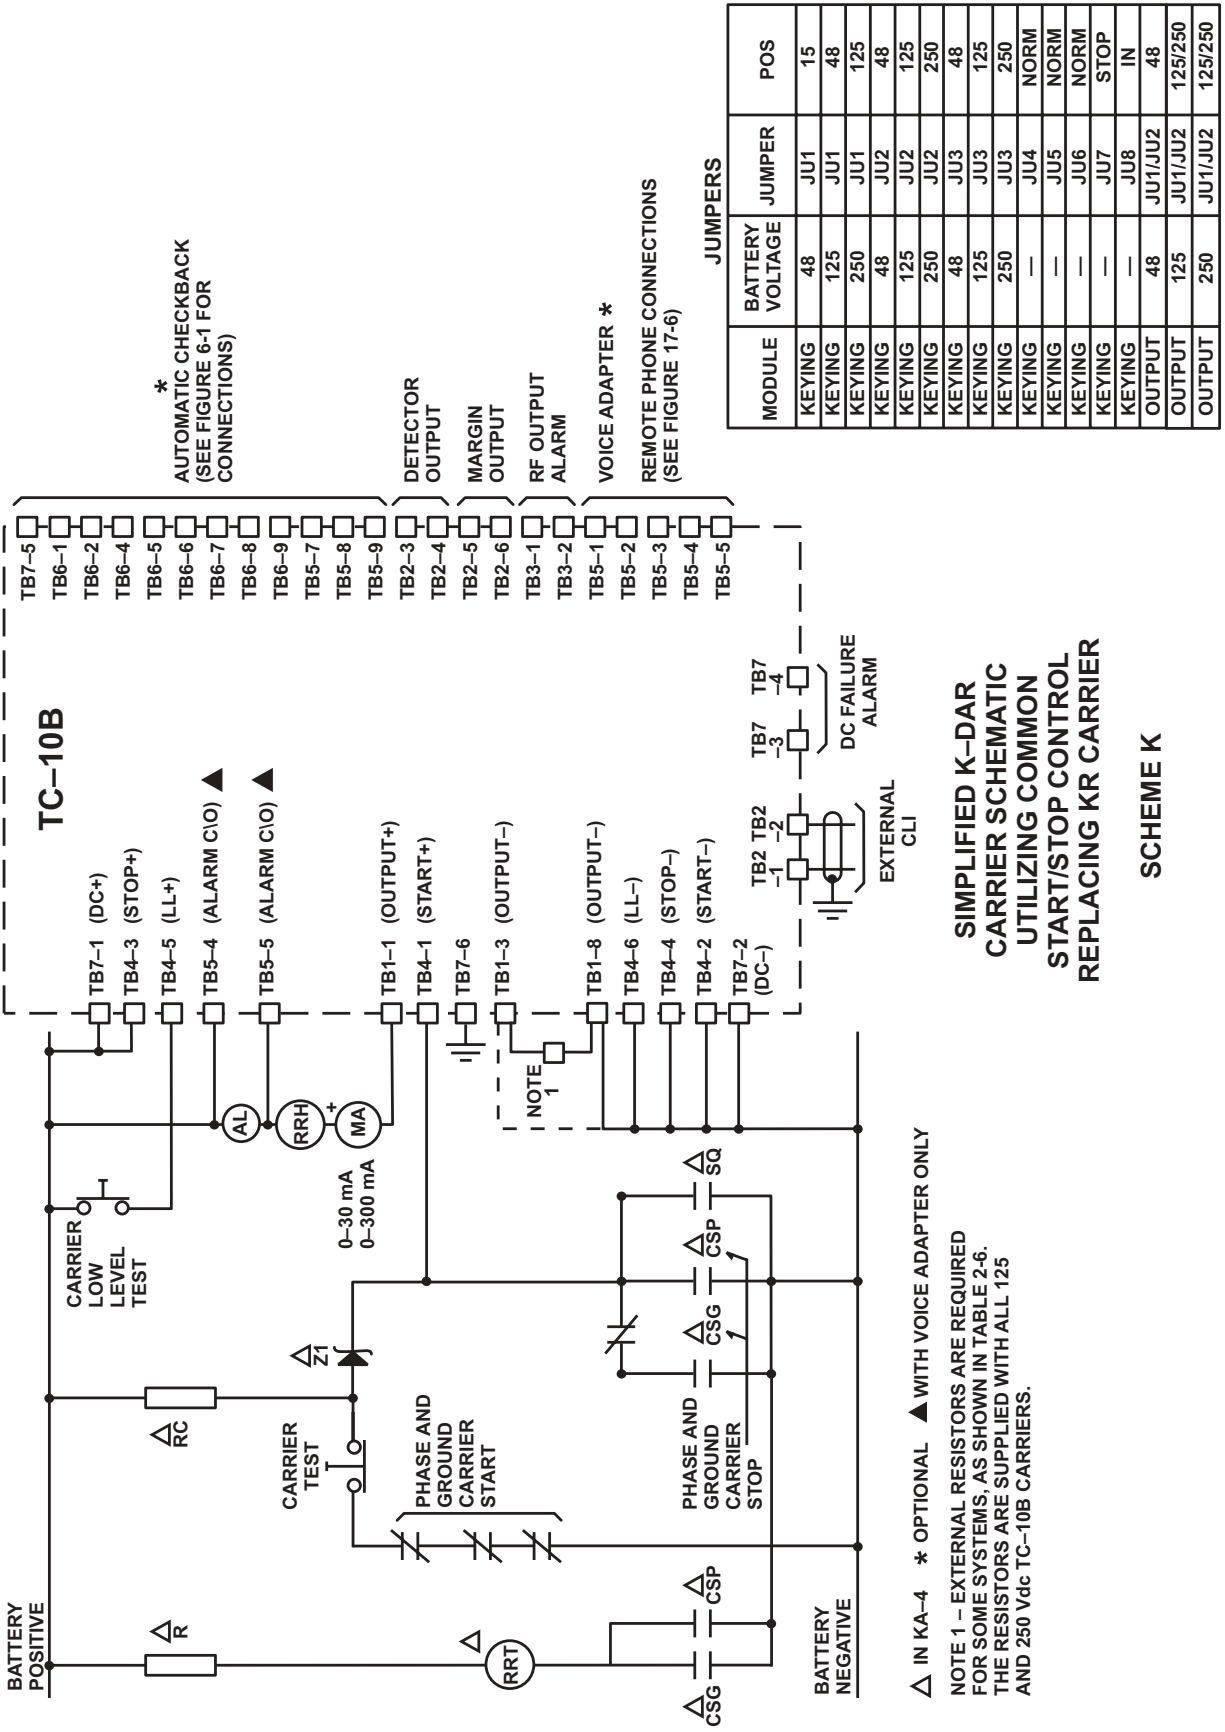 BATTERY
POSITIVE
R
RRT
CSG
CSP
BATTERY
NEGATIVE
RC
CARRIER
TEST
PHASE AND
GROUND
CARRIER
START
Z1
PHASE AND
GROUND
CARRIER
STOP
CSG
CSP
SQ
CARRIER
LOW
LEVEL
TEST
AL
RRH
+
MA
0–30 mA
0–300 mA
NOTE
1
TC–10B
TB7–1 (DC+)
TB4–3 (STOP+)
TB4–5 (LL+)
TB5–4 (ALARM C\O)
TB5–5 (ALARM C\O)
TB1–1 (OUTPUT+)
TB4–1 (START+)
TB7–6
TB1–3 (OUTPUT–)
TB1–8 (OUTPUT–)
TB4–6 (LL–)
TB4–4 (STOP–)
TB4–2 (START–)
TB7–2
(DC–)
TB2
–1
TB2
–2
EXTERNAL
CLI
TB7
–3
TB7
–4
DC FAILURE
ALARM
TB7–5
TB6–1
TB6–2
TB6–4
TB6–5
TB6–6
TB6–7
TB6–8
TB6–9
TB5–7
TB5–8
TB5–9
TB2–3
TB2–4
TB2–5
TB2–6
TB3–1
TB3–2
TB5–1
TB5–2
TB5–3
TB5–4
TB5–5
*
AUTOMATIC CHECKBACK
(SEE FIGURE 6-1 FOR
CONNECTIONS)
DETECTOR
OUTPUT
MARGIN
OUTPUT
RF OUTPUT
ALARM
VOICE ADAPTER *
REMOTE PHONE CONNECTIONS
(SEE FIGURE 17-6)
JUMPERS
MODULE BATTERY VOLTAGE JUMPER POS
KEYING 48 JU1 15
KEYING 125 JU1 48
KEYING 250 JU1 125
KEYING 48 JU2 48
KEYING 125 JU2 125
KEYING 250 JU2 250
KEYING 48 JU3 48
KEYING 125 JU3 125
KEYING 250 JU3 250
KEYING — JU4 NORM
KEYING — JU5 NORM
KEYING — JU6 NORM
KEYING — JU7 STOP
KEYING — JU8 IN
OUTPUT 48 JU1/JU2 48
OUTPUT 125 JU1/JU2 125/250
OUTPUT 250 JU1/JU2 125/250
△ IN KA–4 * OPTIONAL ▲ WITH VOICE ADAPTER ONLY
NOTE 1 – EXTERNAL RESISTORS ARE REQUIRED
FOR SOME SYSTEMS, AS SHOWN IN TABLE 2-6.
THE RESISTORS ARE SUPPLIED WITH ALL 125
AND 250 Vdc TC–10B CARRIERS.
SIMPLIFIED K–DAR
CARRIER SCHEMATIC
UTILIZING COMMON
START/STOP CONTROL
REPLACING KR CARRIER
SCHEME K